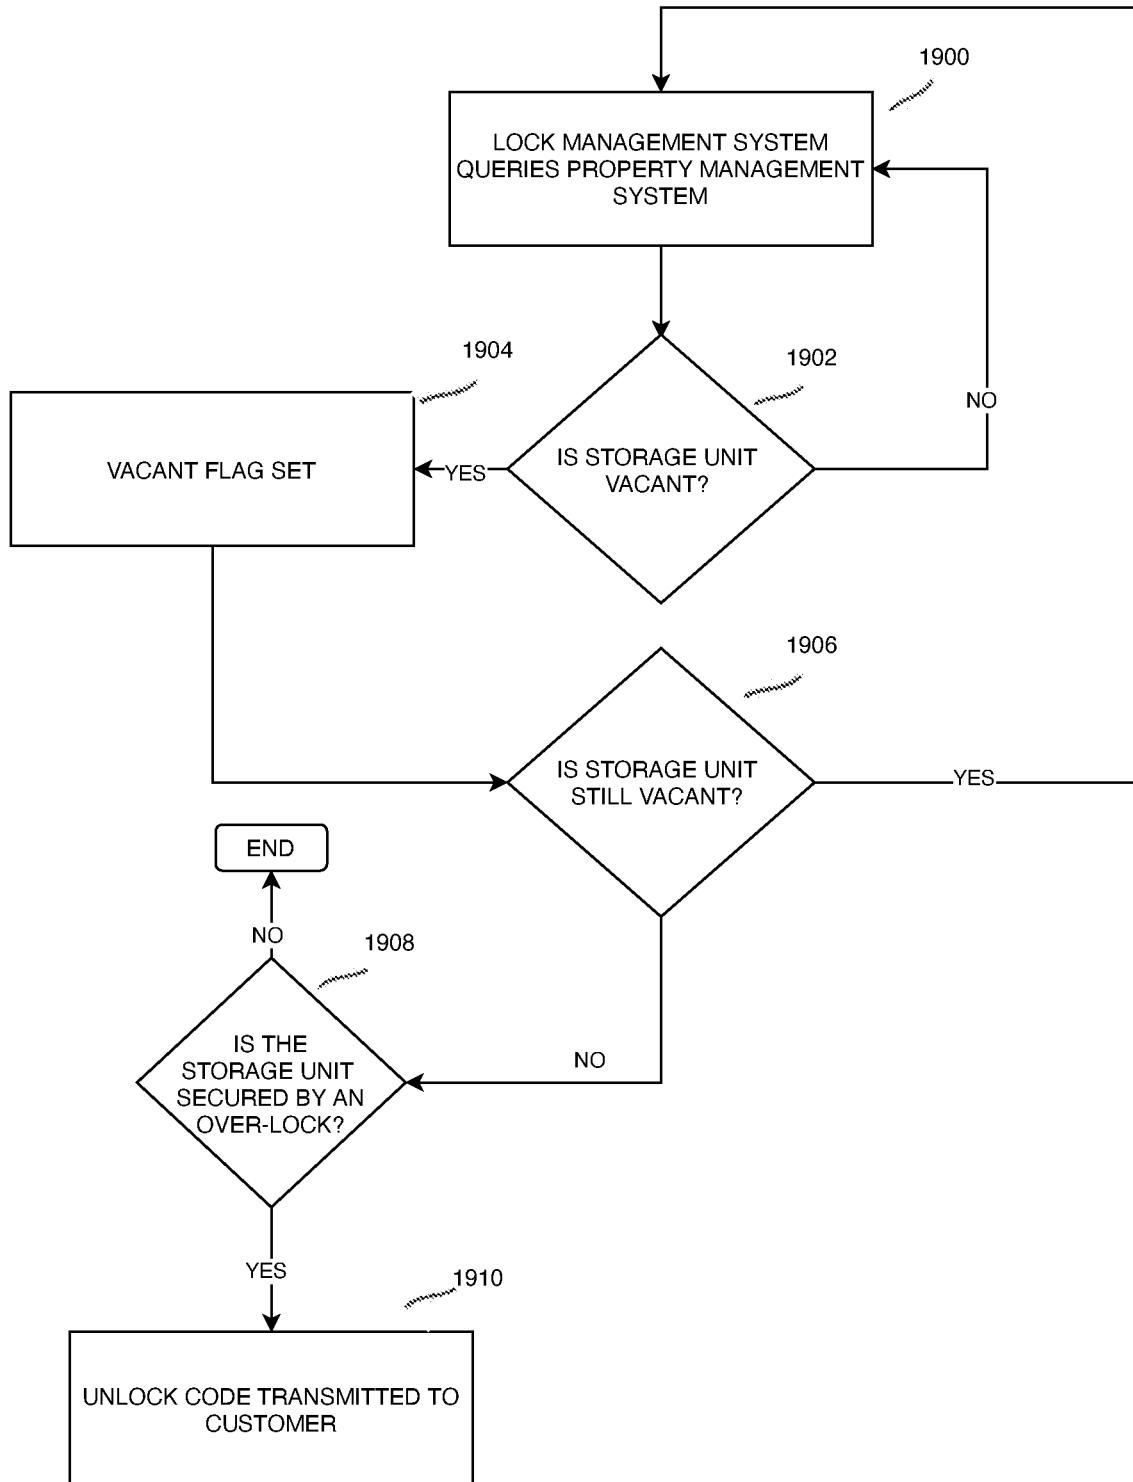 1900
LOCK MANAGEMENT SYSTEM
QUERIES PROPERTY MANAGEMENT
SYSTEM
1904
1902
NO
VACANT FLAG SET
YES
IS STORAGE UNIT
VACANT?
1906
IS STORAGE UNIT
STILL VACANT?
YES
END
NO
1908
IS THE
STORAGE UNIT
SECURED BY AN
OVER-LOCK?
NO
YES
1910
UNLOCK CODE TRANSMITTED TO
CUSTOMER